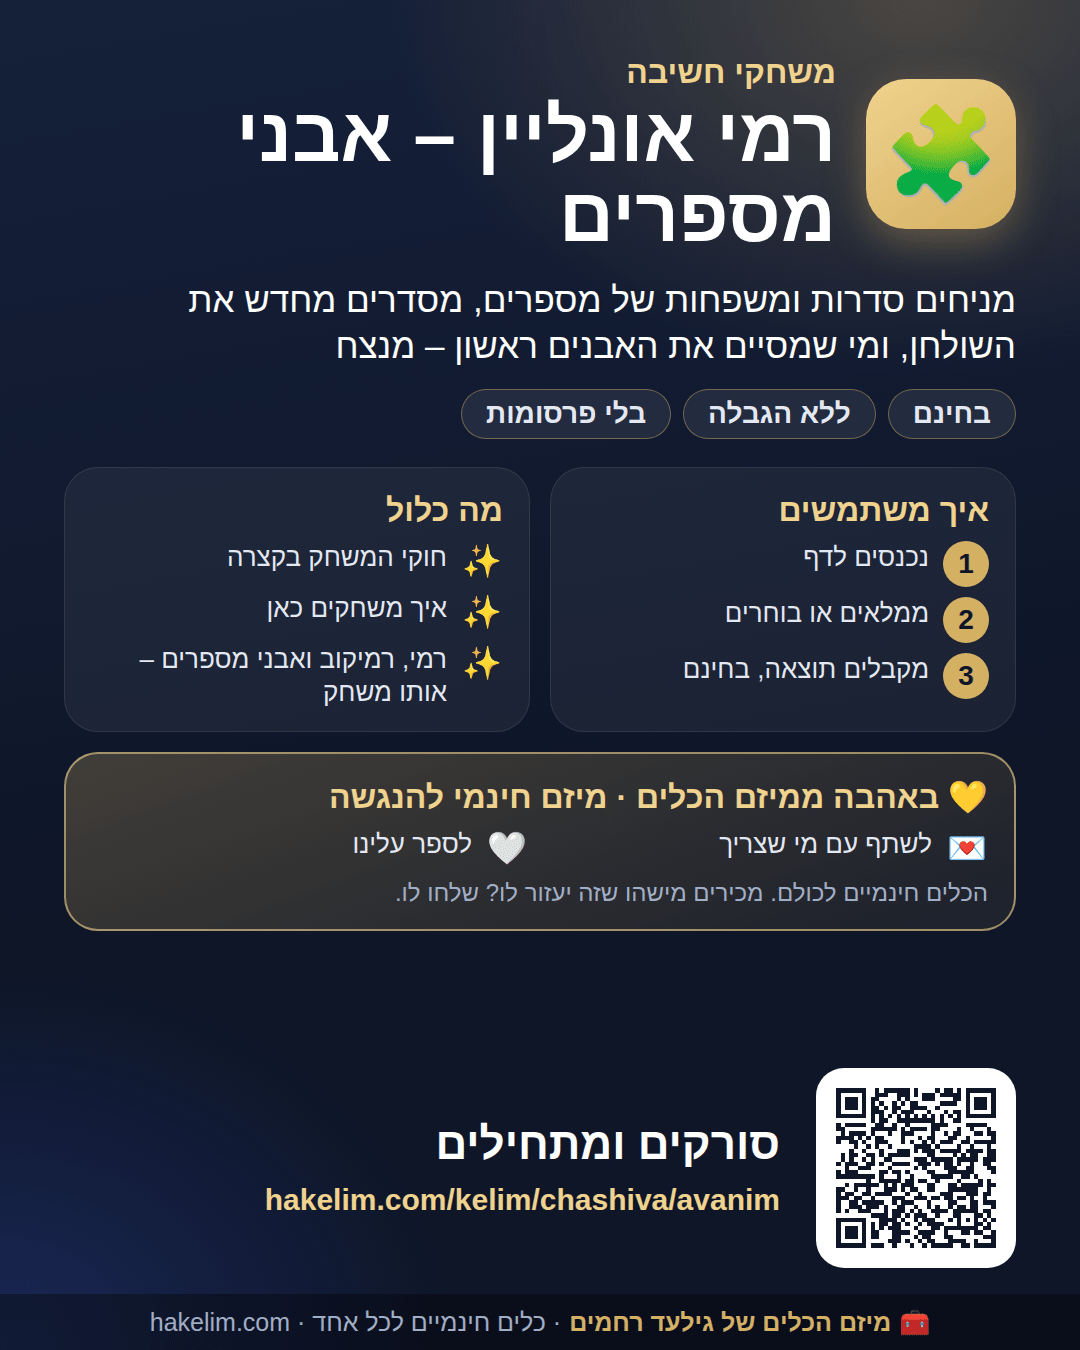 משחקי חשיבה
רמי אונליין – אבני
מספרים
מניחים סדרות ומשפחות של מספרים, מסדרים מחדש את
השולחן, ומי שמסיים את האבנים ראשון – מנצח
בחינם
ללא הגבלה
בלי פרסומות
איך משתמשים
1 נכנסים לדף
2 ממלאים או בוחרים
3 מקבלים תוצאה, בחינם
מה כלול
חוקי המשחק בקצרה
איך משחקים כאן
רמי, רמיקוב ואבני מספרים –
אותו משחק
באהבה ממיזם הכלים · מיזם חינמי להנגשה
לשתף עם מי שצריך
לספר עלינו
הכלים חינמיים לכולם. מכירים מישהו שזה יעזור לו? שלחו לו.
סורקים ומתחילים
hakelim.com/kelim/chashiva/avanim
מיזם הכלים של גילעד רחמים · כלים חינמיים לכל אחד · hakelim.com